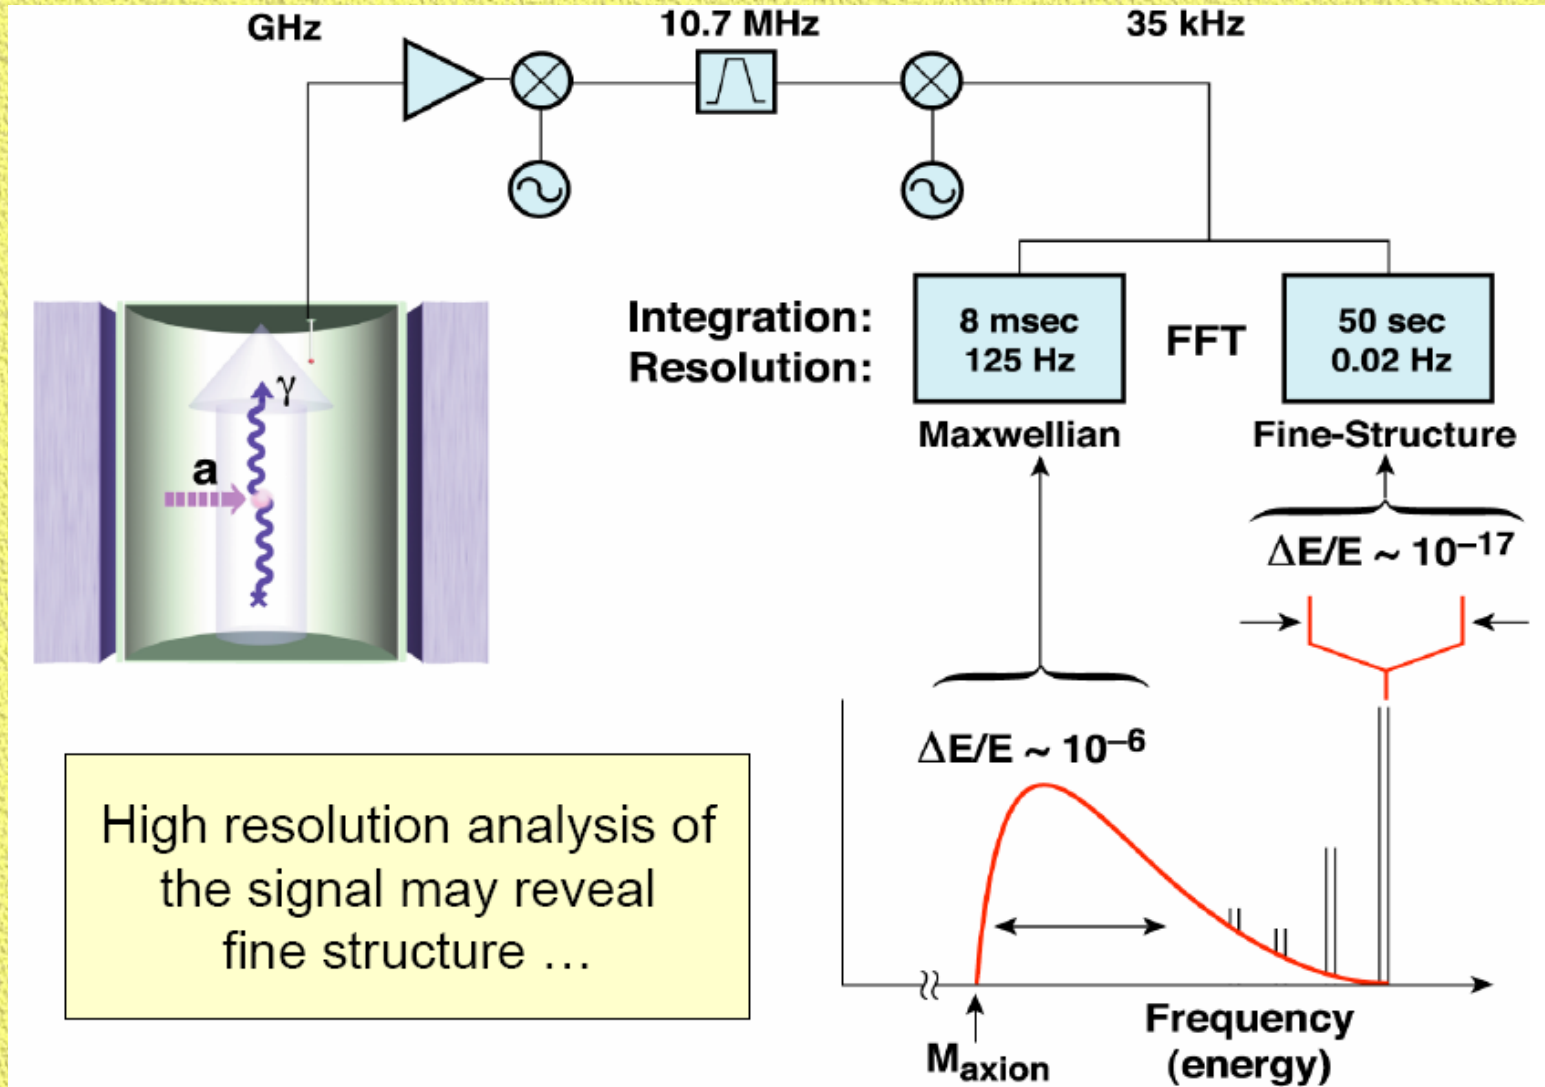 GHz
10.7 MHz
35 kHz
γ
a
Integration:
Resolution:
8 msec
125 Hz
FFT
50 sec
0.02 Hz
Maxwellian
Fine-Structure
ΔE/E ~ 10⁻¹⁷
ΔE/E ~ 10⁻⁶
High resolution analysis of
the signal may reveal
fine structure …
Maxion
Frequency
(energy)